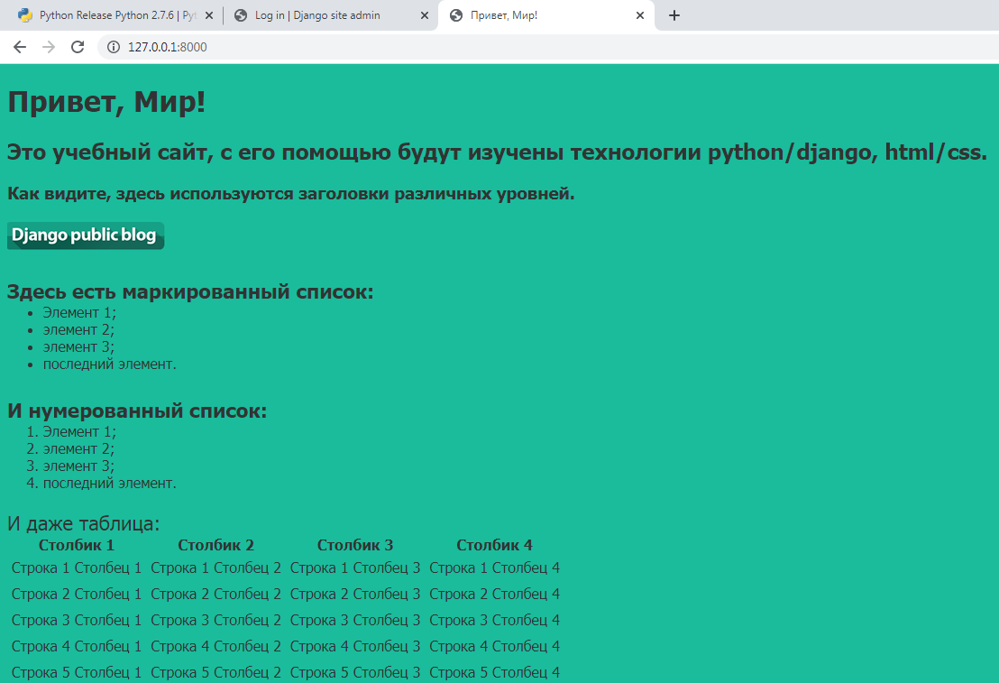 Python Release Python 2.7.6 | Pyt
Log in | Django site admin
Привет, Мир!
127.0.0.1:8000
Привет, Мир!
Это учебный сайт, с его помощью будут изучены технологии python/django, html/css.
Как видите, здесь используются заголовки различных уровней.
Django public blog
Здесь есть маркированный список:
• Элемент 1;
• элемент 2;
• элемент 3;
• последний элемент.
И нумерованный список:
1. Элемент 1;
2. элемент 2;
3. элемент 3;
4. последний элемент.
И даже таблица:
Столбик 1 Столбик 2 Столбик 3 Столбик 4
Строка 1 Столбец 1 Строка 1 Столбец 2 Строка 1 Столбец 3 Строка 1 Столбец 4
Строка 2 Столбец 1 Строка 2 Столбец 2 Строка 2 Столбец 3 Строка 2 Столбец 4
Строка 3 Столбец 1 Строка 3 Столбец 2 Строка 3 Столбец 3 Строка 3 Столбец 4
Строка 4 Столбец 1 Строка 4 Столбец 2 Строка 4 Столбец 3 Строка 4 Столбец 4
Строка 5 Столбец 1 Строка 5 Столбец 2 Строка 5 Столбец 3 Строка 5 Столбец 4